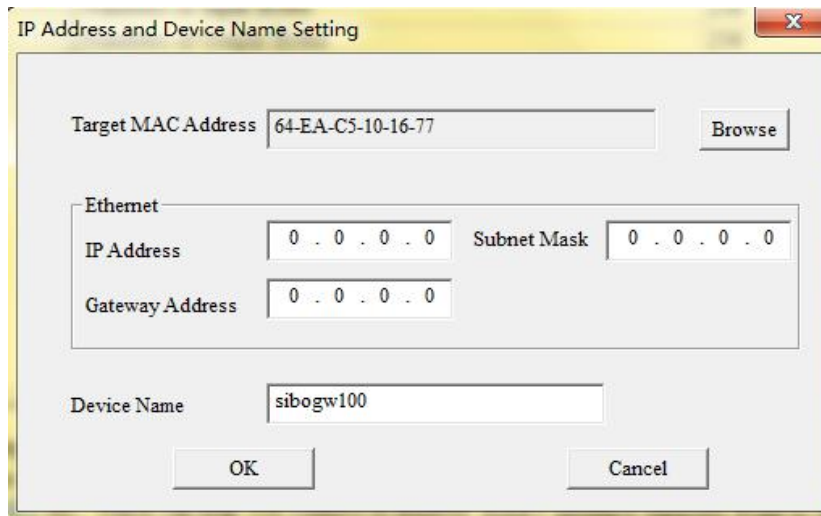 IP Address and Device Name Setting
Target MAC Address 64-EA-C5-10-16-77 Browse
Ethernet
IP Address 0 . 0 . 0 . 0 Subnet Mask 0 . 0 . 0 . 0
Gateway Address 0 . 0 . 0 . 0
Device Name sibogw100
OK Cancel